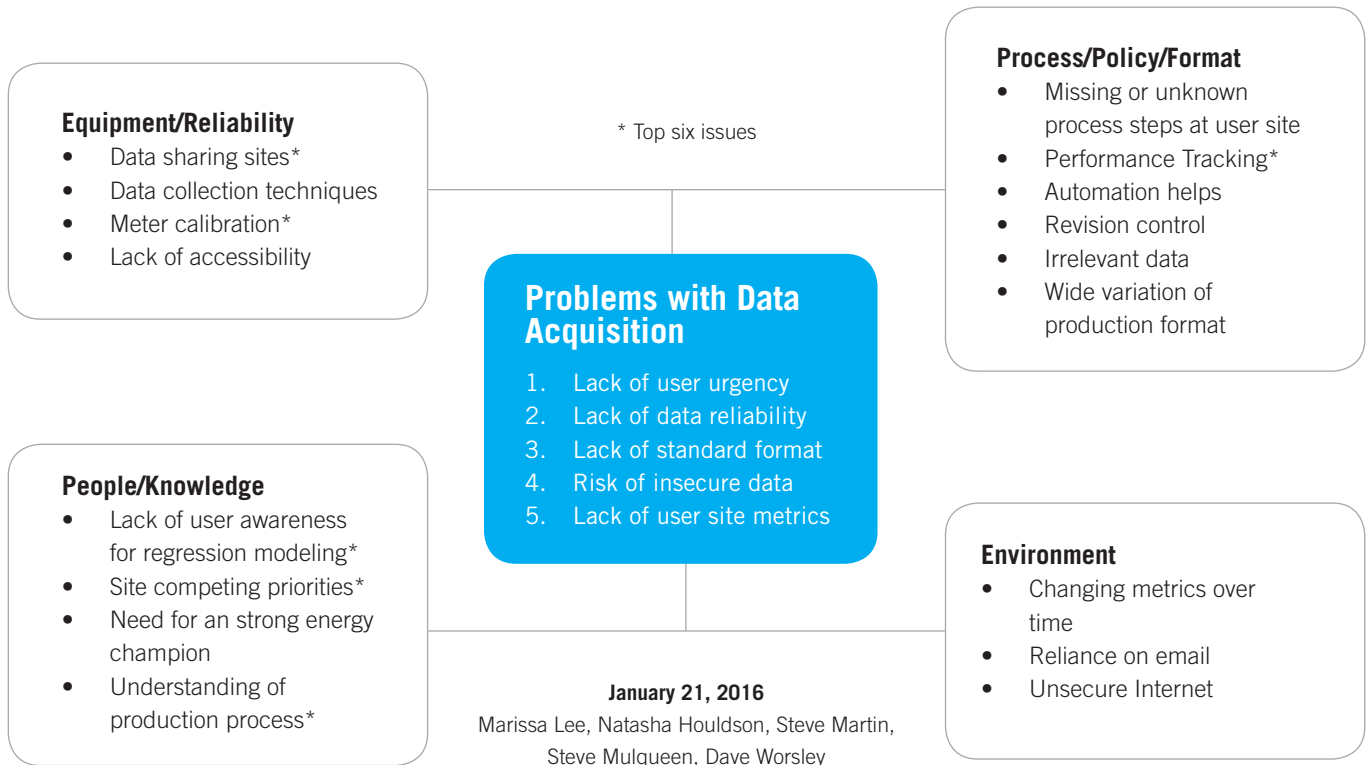 Equipment/Reliability
• Data sharing sites*
• Data collection techniques
• Meter calibration*
• Lack of accessibility
* Top six issues
Process/Policy/Format
• Missing or unknown
process steps at user site
• Performance Tracking*
• Automation helps
• Revision control
• Irrelevant data
• Wide variation of
production format
Problems with Data
Acquisition
1. Lack of user urgency
2. Lack of data reliability
3. Lack of standard format
4. Risk of insecure data
5. Lack of user site metrics
People/Knowledge
• Lack of user awareness
for regression modeling*
• Site competing priorities*
• Need for an strong energy
champion
• Understanding of
production process*
Environment
• Changing metrics over
time
• Reliance on email
• Unsecure Internet
January 21, 2016
Marissa Lee, Natasha Houldson, Steve Martin,
Steve Mulqueen, Dave Worsley